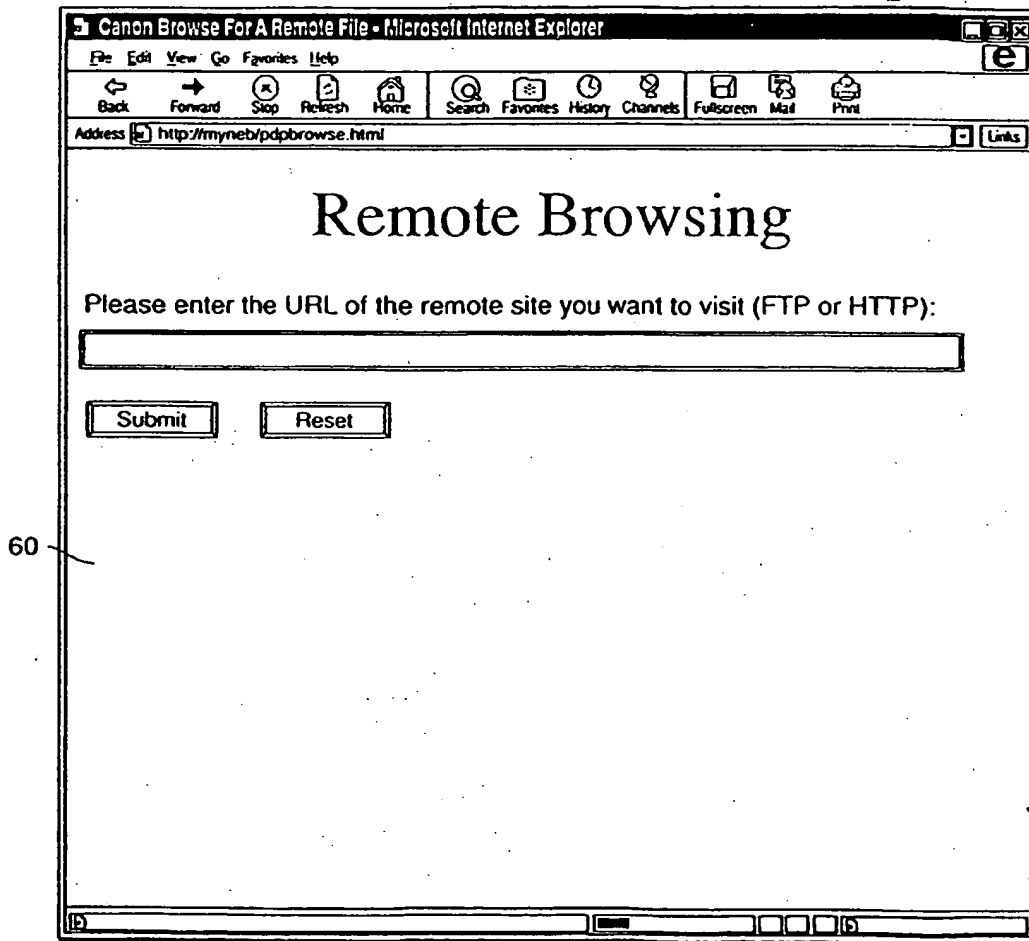 Canon Browse For A Remote File - Microsoft Internet Explorer
File Edit View Go Favorites Help
Back Forward Stop Refresh Home Search Favorites History Channels Fullscreen Mail Print
Address http://myneb/pdpbrowse.html Links
Remote Browsing
Please enter the URL of the remote site you want to visit (FTP or HTTP):
Submit Reset
60